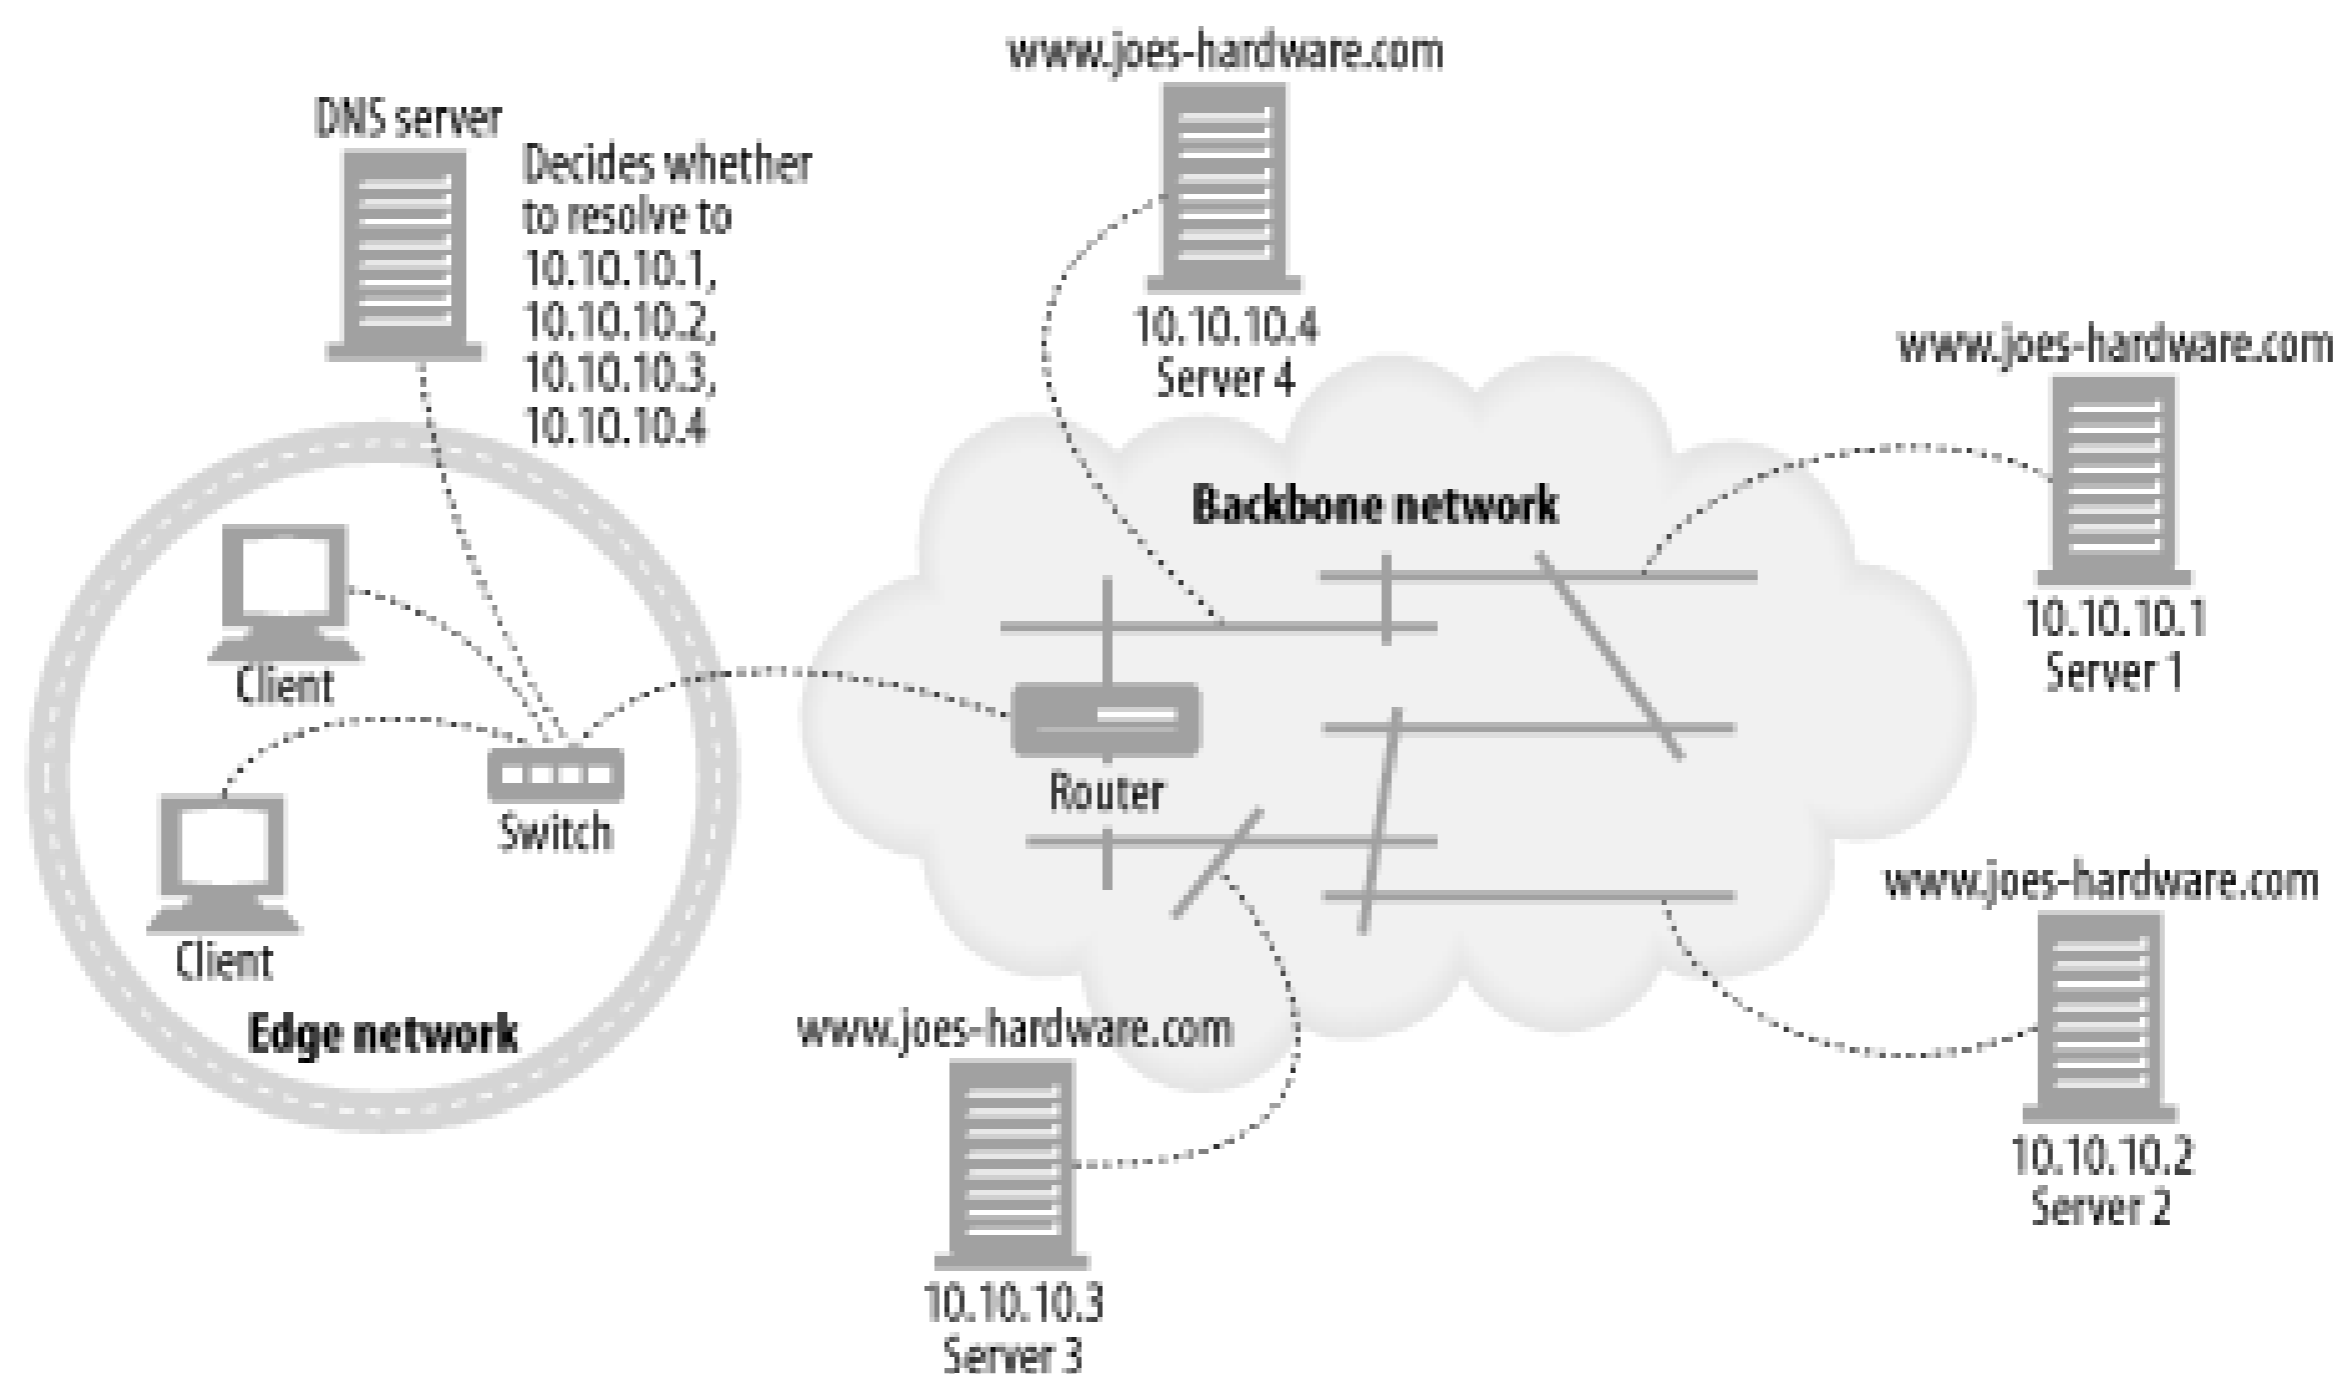 www.joes-hardware.com
DNS server
Decides whether
to resolve to
10.10.10.1,
10.10.10.2,
10.10.10.3,
10.10.10.4
10.10.10.4
Server 4
www.joes-hardware.com
Backbone network
10.10.10.1
Server 1
Client
Router
Switch
www.joes-hardware.com
Client
Edge network
www.joes-hardware.com
10.10.10.2
Server 2
10.10.10.3
Server 3